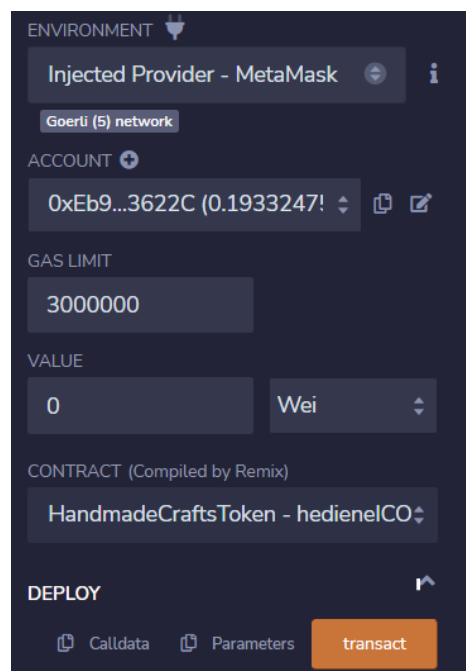 ENVIRONMENT
Injected Provider - MetaMask
Goerli (5) network
ACCOUNT
0xEb9...3622C (0.1933247
GAS LIMIT
3000000
VALUE
0 Wei
CONTRACT (Compiled by Remix)
HandmadeCraftsToken - hedieneICO
DEPLOY
Calldata Parameters transact